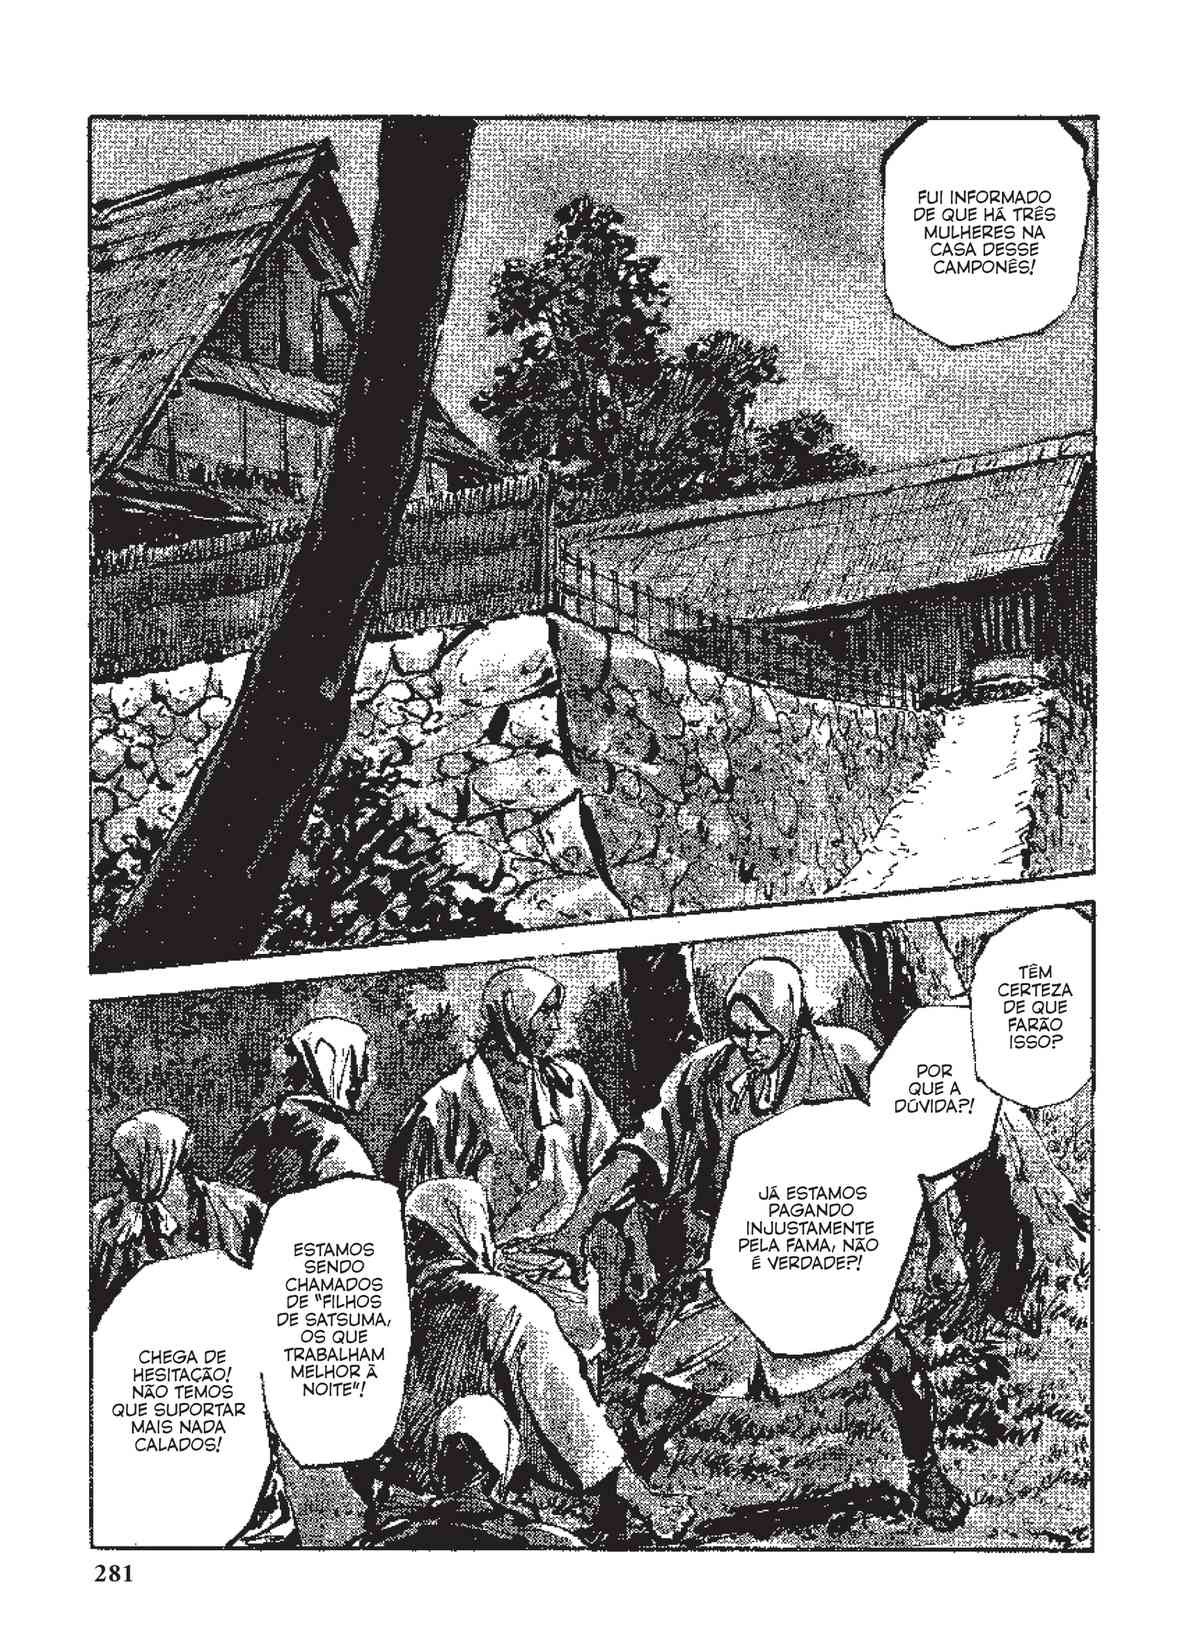 FUI INFORMADO
DE QUE HÁ TRÊS
MULHERES NA
CASA DESSE
CAMPONÊS!
TÊM
CERTEZA
DE QUE
FARÃO
ISSO?
POR
QUE A
DÚVIDA?!
JÁ ESTAMOS
PAGANDO
INJUSTAMENTE
PELA FAMA, NÃO
É VERDADE?!
ESTAMOS
SENDO
CHAMADOS
DE "FILHOS
DE SATSUMA,
OS QUE
TRABALHAM
MELHOR À
NOITE"!
CHEGA DE
HESITAÇÃO!
NÃO TEMOS
QUE SUPORTAR
MAIS NADA
CALADOS!
281